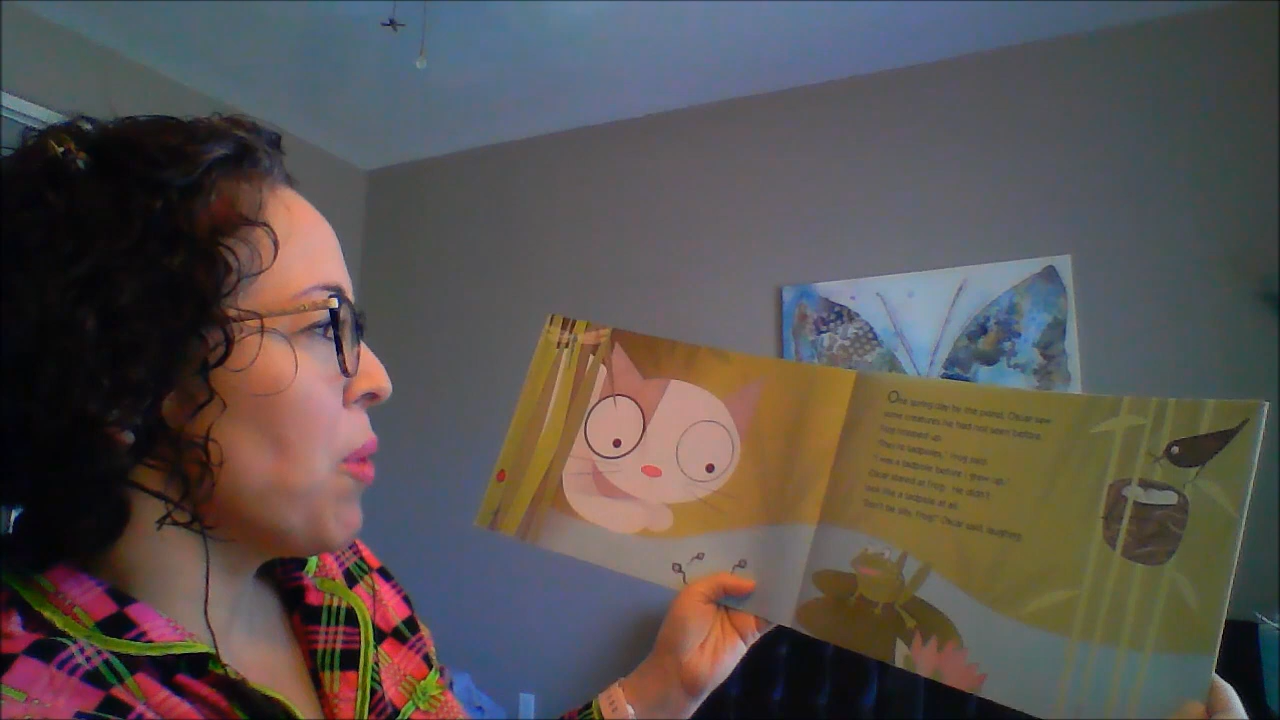 One spring day by the pond, Oscar saw
some creatures he had not seen before.
Frog hopped up.
"They're tadpoles," Frog said.
"I was a tadpole before I grew up."
Oscar stared at Frog. He didn't
look like a tadpole at all.
"Don't be silly, Frog!" Oscar said, laughing.